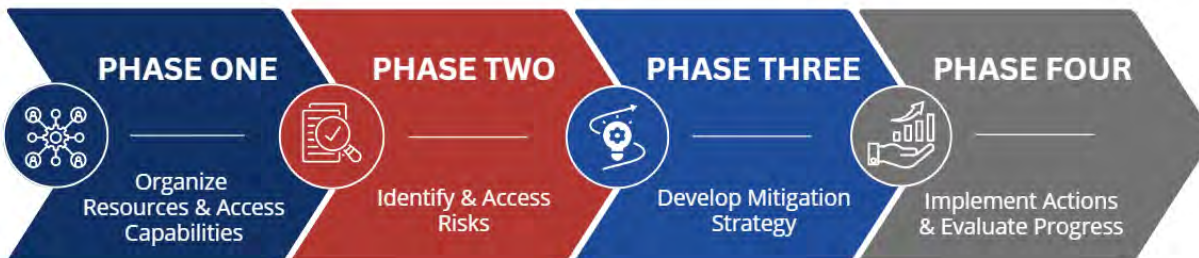 PHASE ONE
Organize
Resources & Access
Capabilities
PHASE TWO
Identify & Access
Risks
PHASE THREE
Develop Mitigation
Strategy
PHASE FOUR
Implement Actions
& Evaluate Progress